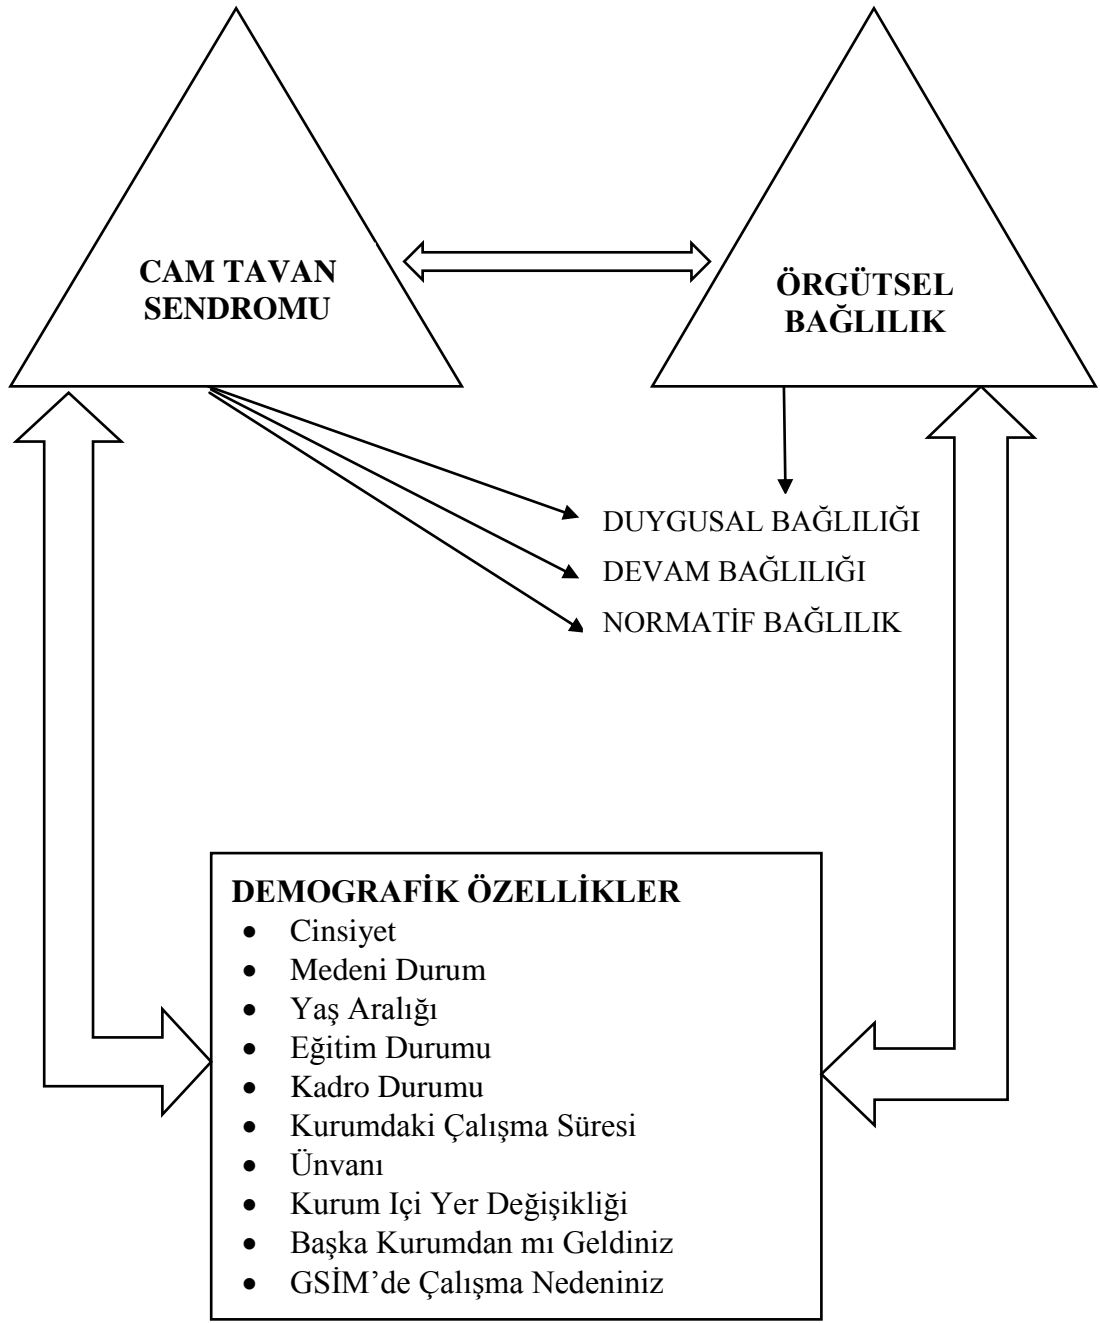 CAM TAVAN
SENDROMU
ÖRGÜTSEL
BAĞLILIK
DUYGUSAL BAĞLILIĞI
DEVAM BAĞLILIĞI
NORMATİF BAĞLILIK
DEMOGRAFİK ÖZELLİKLER
• Cinsiyet
• Medeni Durum
• Yaş Aralığı
• Eğitim Durumu
• Kadro Durumu
• Kurumdaki Çalışma Süresi
• Ünvanı
• Kurum Içi Yer Değişikliği
• Başka Kurumdan mı Geldiniz
• GSİM’de Çalışma Nedeniniz